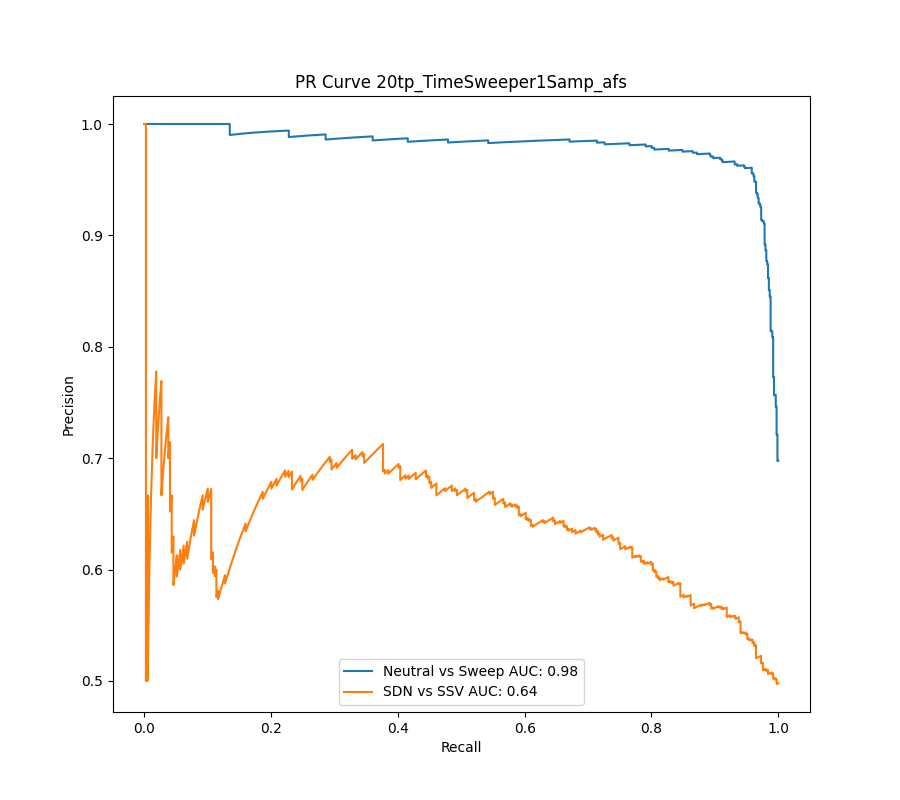 PR Curve 20tp_TimeSweeper1Samp_afs
1.0
0.9
0.8
0.7
0.6
0.5
Precision
0.0
0.2
0.4
0.6
0.8
1.0
Recall
Neutral vs Sweep AUC: 0.98
SDN vs SSV AUC: 0.64